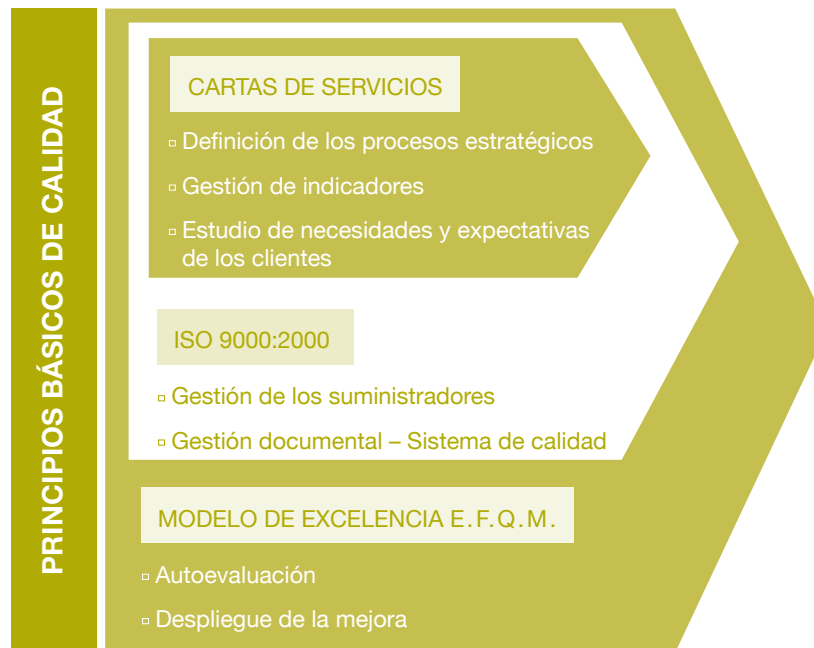 PRINCIPIOS BÁSICOS DE CALIDAD
CARTAS DE SERVICIOS
▫ Definición de los procesos estratégicos
▫ Gestión de indicadores
▫ Estudio de necesidades y expectativas
de los clientes
ISO 9000:2000
▫ Gestión de los suministradores
▫ Gestión documental – Sistema de calidad
MODELO DE EXCELENCIA E.F.Q.M.
▫ Autoevaluación
▫ Despliegue de la mejora